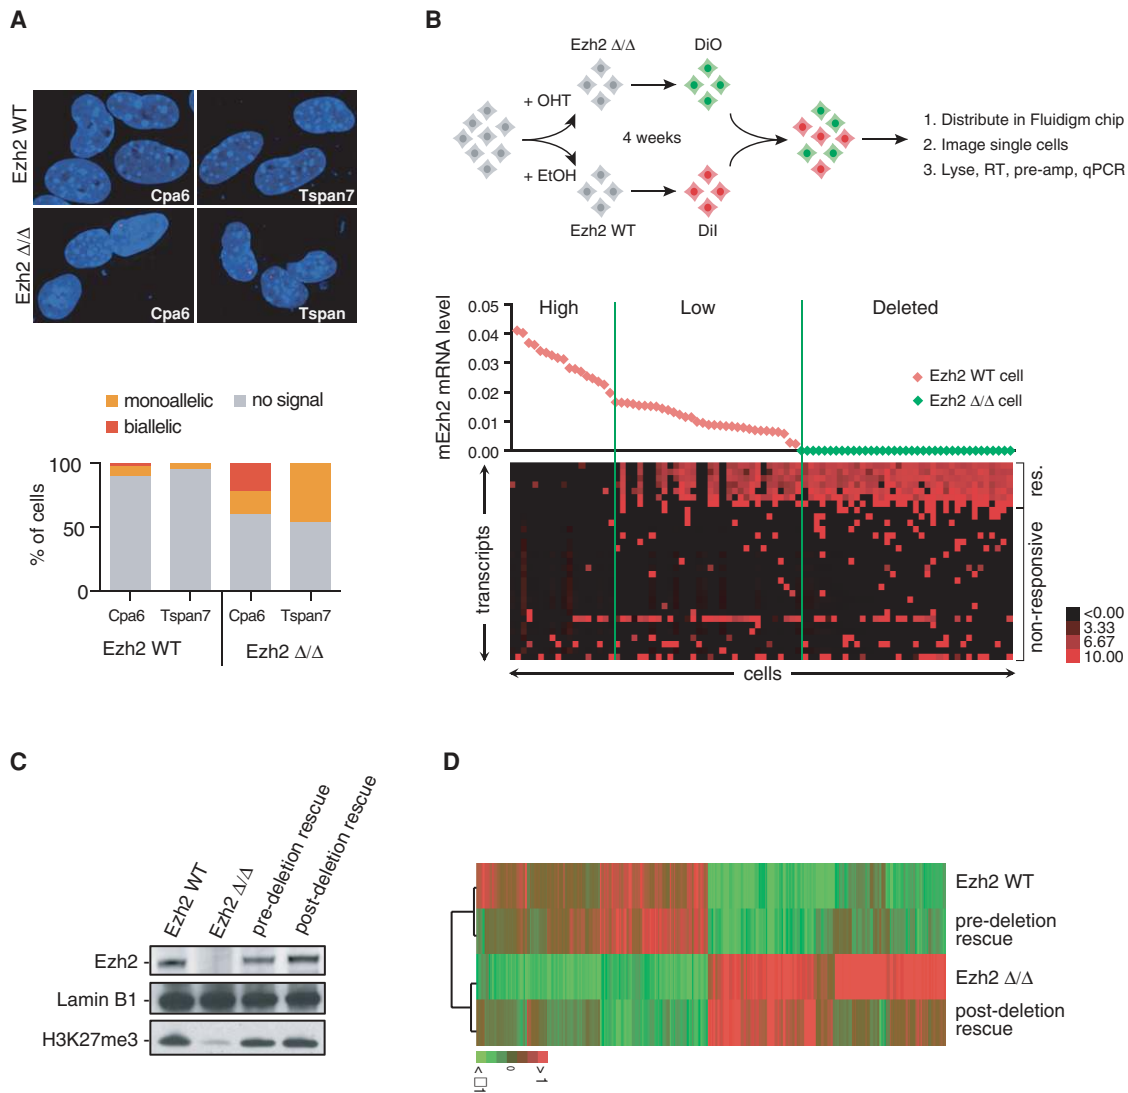 A
Ezh2 WT
Cpa6
Tspan7
Ezh2 Δ/Δ
Cpa6
Tspan
monoallelic
no signal
biallelic
% of cells
100
50
0
Cpa6
Tspan7
Cpa6
Tspan7
Ezh2 WT
Ezh2 Δ/Δ
B
Ezh2 Δ/Δ
DiO
+ OHT
4 weeks
+ EtOH
Ezh2 WT
DiI
1. Distribute in Fluidigm chip
2. Image single cells
3. Lyse, RT, pre-amp, qPCR
mEzh2 mRNA level
0.05
0.04
0.03
0.02
0.01
0.00
High
Low
Deleted
Ezh2 WT cell
Ezh2 Δ/Δ cell
transcripts
res.
non-responsive
cells
<0.00
3.33
6.67
10.00
C
Ezh2 WT
Ezh2 Δ/Δ
pre-deletion rescue
post-deletion rescue
Ezh2
Lamin B1
H3K27me3
D
Ezh2 WT
pre-deletion
rescue
Ezh2 Δ/Δ
post-deletion
rescue
< □1
0
> 1